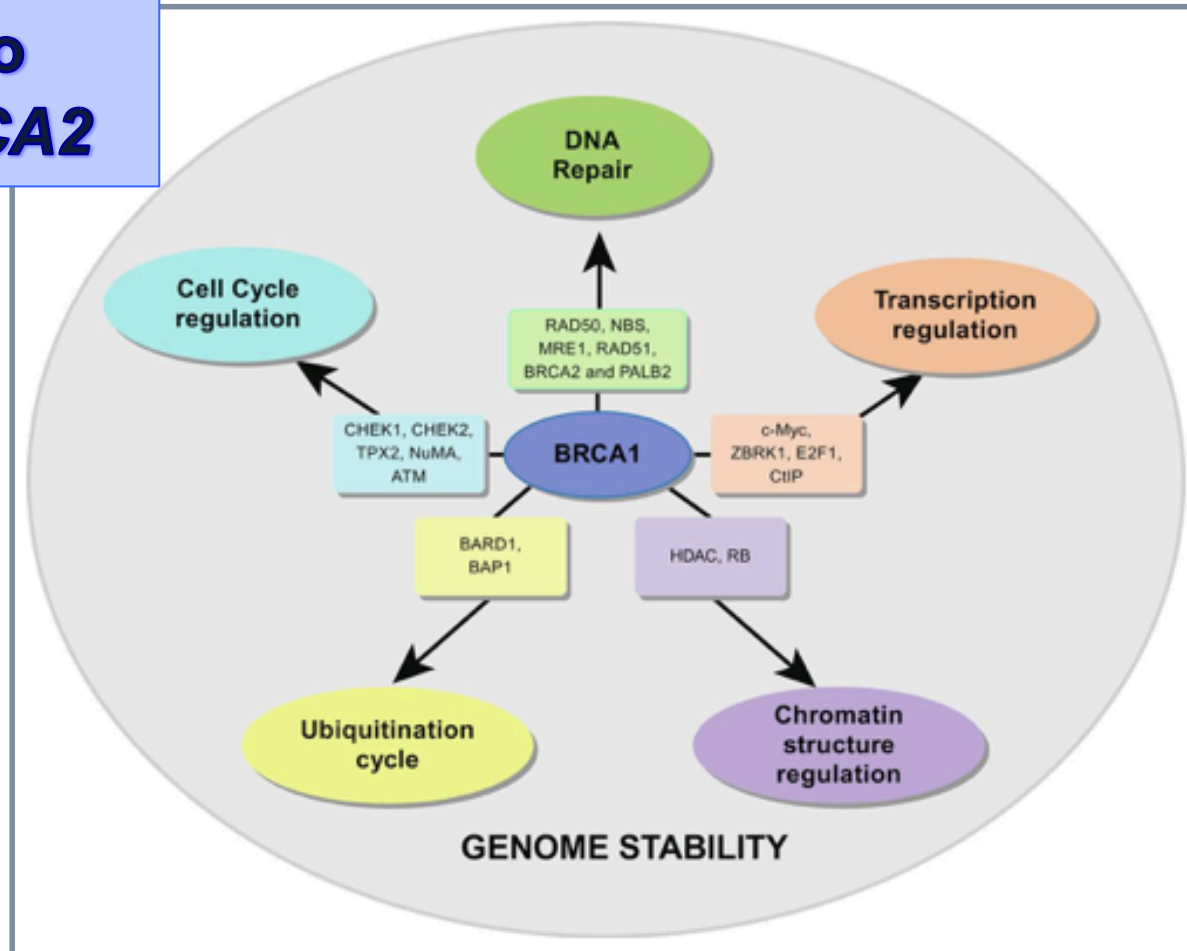 o
CA2
DNA
Repair
Cell Cycle
regulation
Transcription
regulation
RAD50, NBS,
MRE1, RAD51,
BRCA2 and PALB2
CHEK1, CHEK2,
TPX2, NuMA,
ATM
BRCA1
c-Myc,
ZBRK1, E2F1,
CtIP
BARD1,
BAP1
HDAC, RB
Ubiquitination
cycle
Chromatin
structure
regulation
GENOME STABILITY